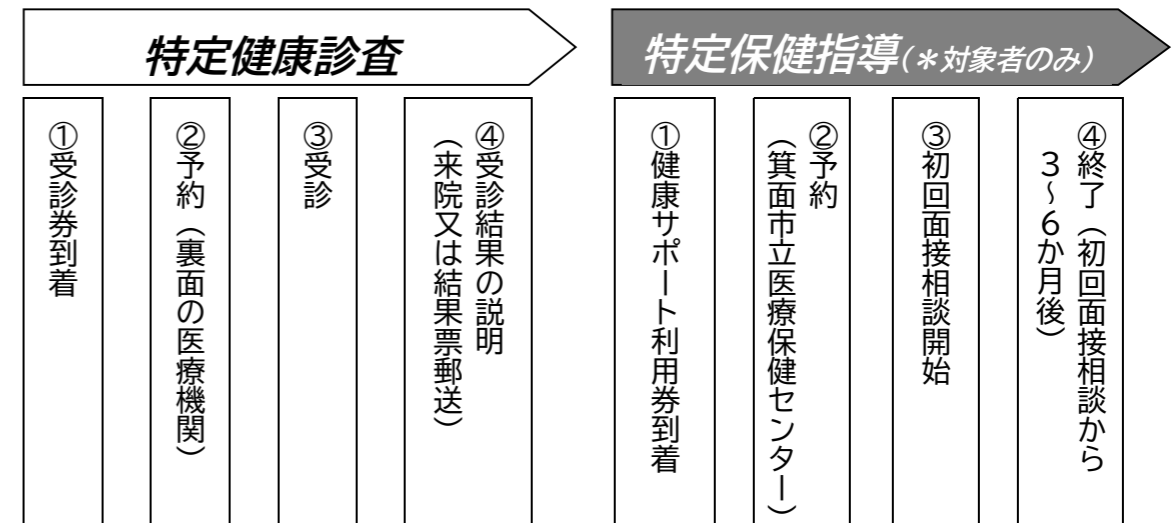 特定健康診査
①受診券到着
②予約（裏面の医療機関）
③受診
④受診結果の説明
（来院又は結果票郵送）
特定保健指導（＊対象者のみ）
①健康サポート利用券到着
②予約
（箕面市立医療保健センター）
③初回面接相談開始
④終了（初回面接相談から
３～６か月後）